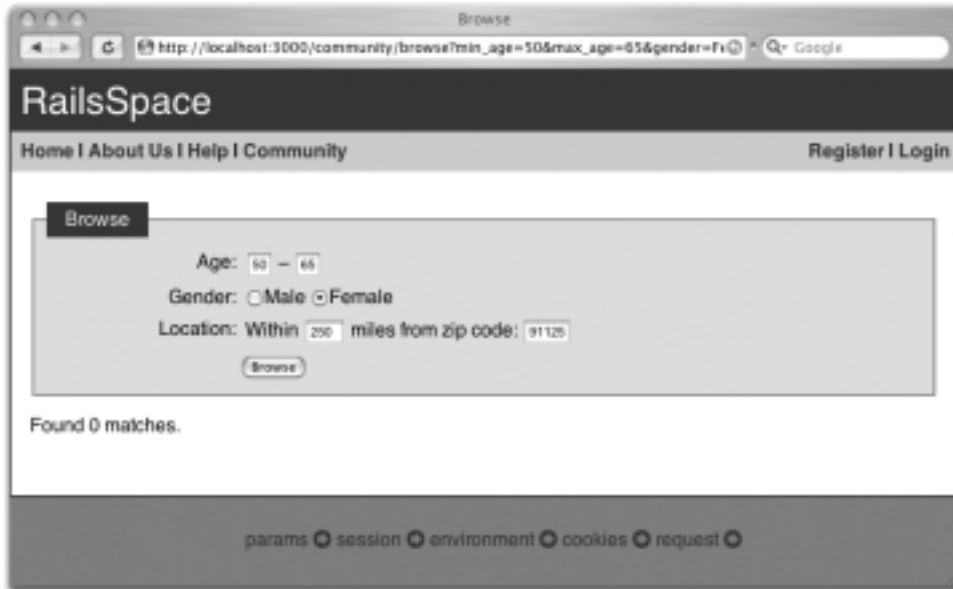 Browse
http://localhost:3000/community/browse?min_age=50&max_age=65&gender=Fe
Google
RailsSpace
Home | About Us | Help | Community
Register | Login
Browse
Age: 50 – 65
Gender: Male Female
Location: Within 250 miles from zip code: 91125
Browse
Found 0 matches.
params session environment cookies request